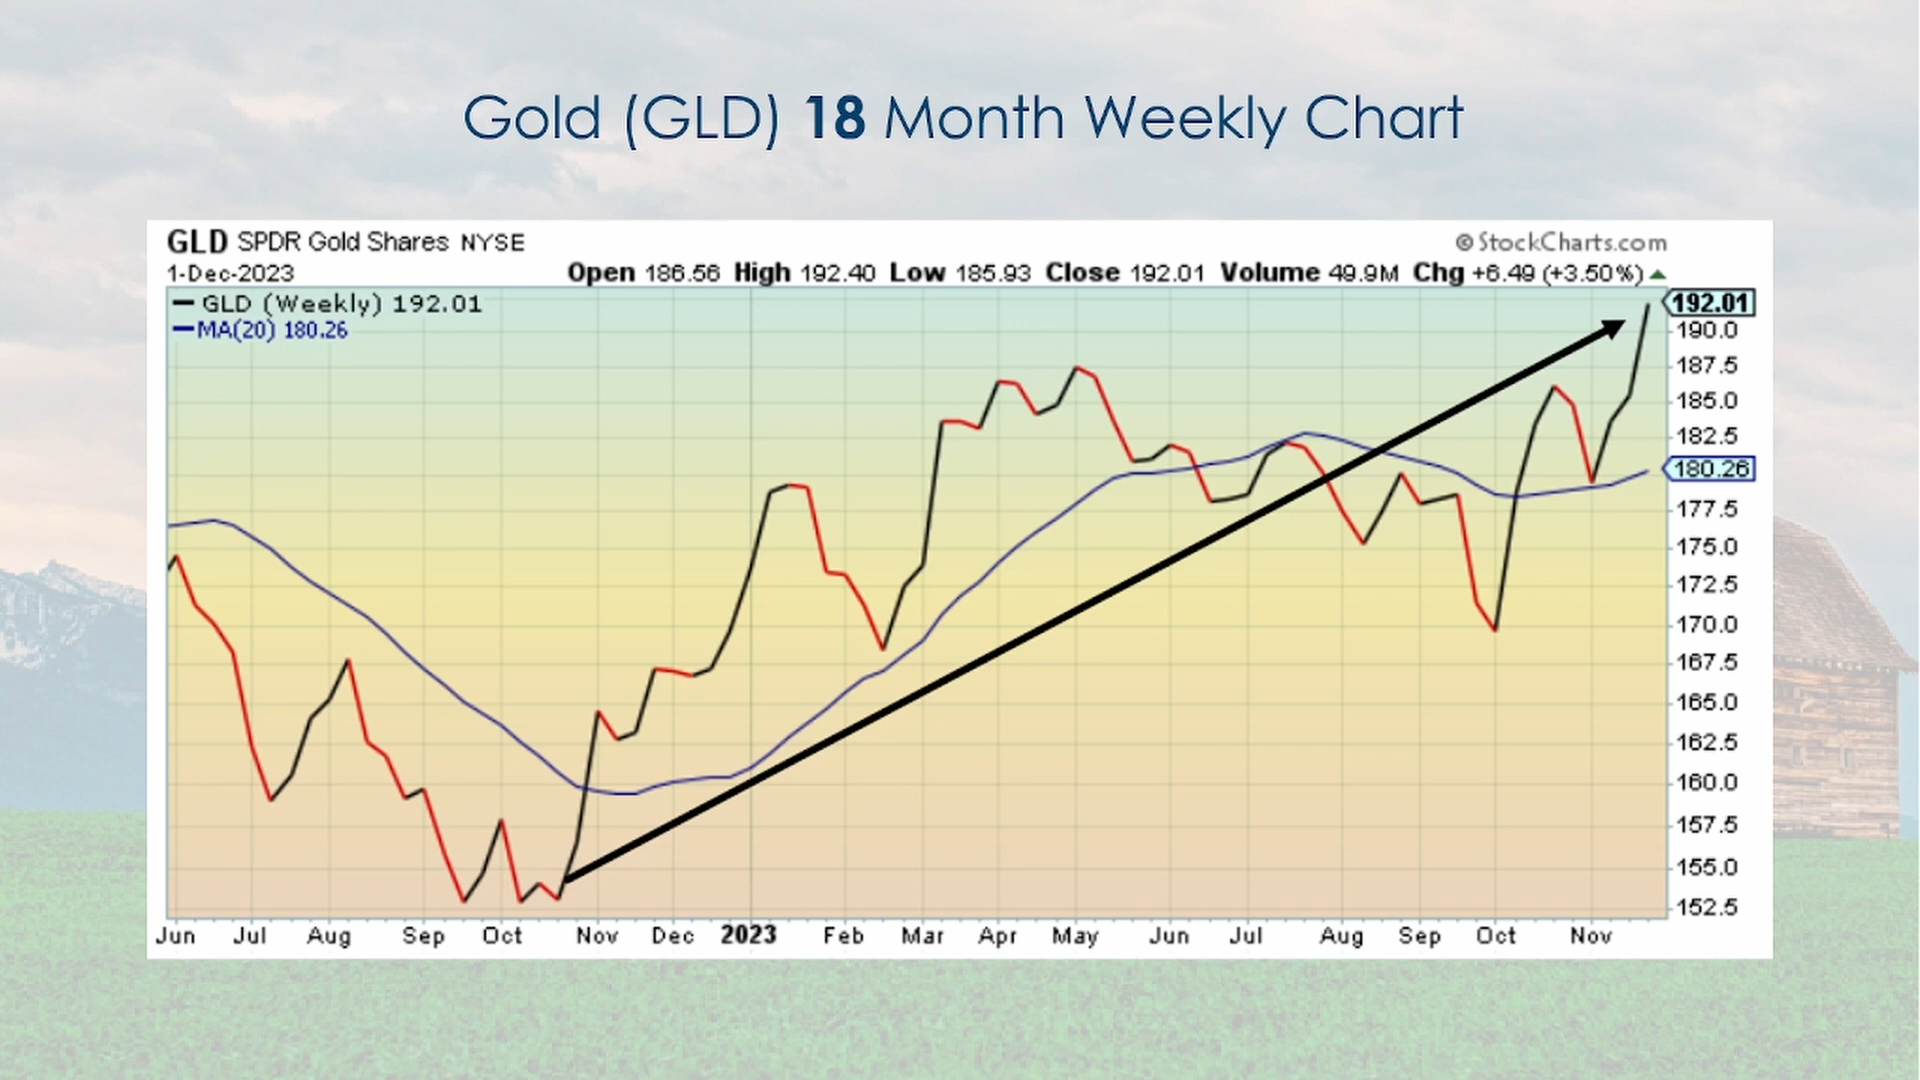 Gold (GLD) 18 Month Weekly Chart
GLD SPDR Gold Shares NYSE
© StockCharts.com
1-Dec-2023
Open 186.56 High 192.40 Low 185.93 Close 192.01 Volume 49.9M Chg +6.49 (+3.50%)
GLD (Weekly) 192.01
MA(20) 180.26
192.01
190.0
187.5
185.0
182.5
180.26
177.5
175.0
172.5
170.0
167.5
165.0
162.5
160.0
157.5
155.0
152.5
Jun Jul Aug Sep Oct Nov Dec 2023 Feb Mar Apr May Jun Jul Aug Sep Oct Nov